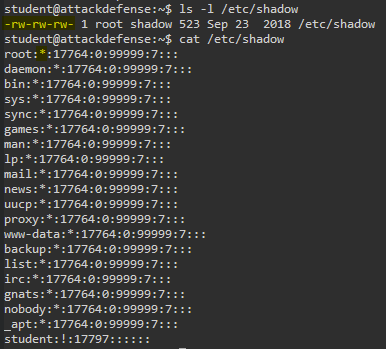 student@attackdefense:~$ ls -l /etc/shadow
-rw-rw-rw- 1 root shadow 523 Sep 23  2018 /etc/shadow
student@attackdefense:~$ cat /etc/shadow
root:*:17764:0:99999:7:::
daemon:*:17764:0:99999:7:::
bin:*:17764:0:99999:7:::
sys:*:17764:0:99999:7:::
sync:*:17764:0:99999:7:::
games:*:17764:0:99999:7:::
man:*:17764:0:99999:7:::
lp:*:17764:0:99999:7:::
mail:*:17764:0:99999:7:::
news:*:17764:0:99999:7:::
uucp:*:17764:0:99999:7:::
proxy:*:17764:0:99999:7:::
www-data:*:17764:0:99999:7:::
backup:*:17764:0:99999:7:::
list:*:17764:0:99999:7:::
irc:*:17764:0:99999:7:::
gnats:*:17764:0:99999:7:::
nobody:*:17764:0:99999:7:::
_apt:*:17764:0:99999:7:::
student:!:17797::::::